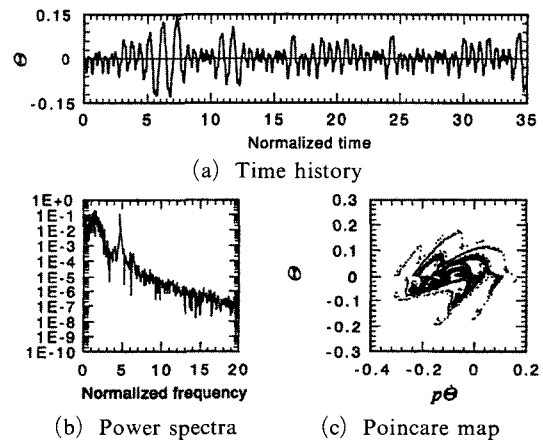 0.15
Θ
0
-0.15
0 5 10 15 20 25 30 35
Normalized time
(a) Time history
1E+0
1E-1
1E-2
1E-3
1E-4
1E-5
1E-6
1E-7
1E-8
1E-9
1E-10
0 5 10 15 20
Normalized frequency
(b) Power spectra
0.3
0.2
0.1
Θ
0
-0.1
-0.2
-0.3
-0.4 -0.2 0 0.2
pΘ̇
(c) Poincare map